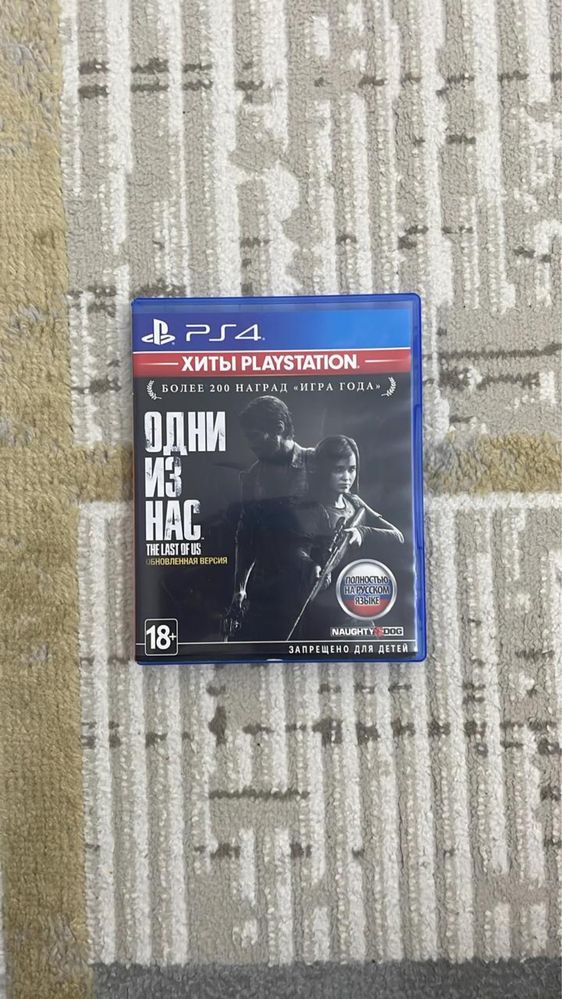 PS4
ХИТЫ PLAYSTATION
БОЛЕЕ 200 НАГРАД «ИГРА ГОДА»
ОДНИ
ИЗ
НАС
THE LAST OF US
ОБНОВЛЕННАЯ ВЕРСИЯ
ПОЛНОСТЬЮ
НА РУССКОМ
ЯЗЫКЕ
18+
NAUGHTY DOG
ЗАПРЕЩЕНО ДЛЯ ДЕТЕЙ